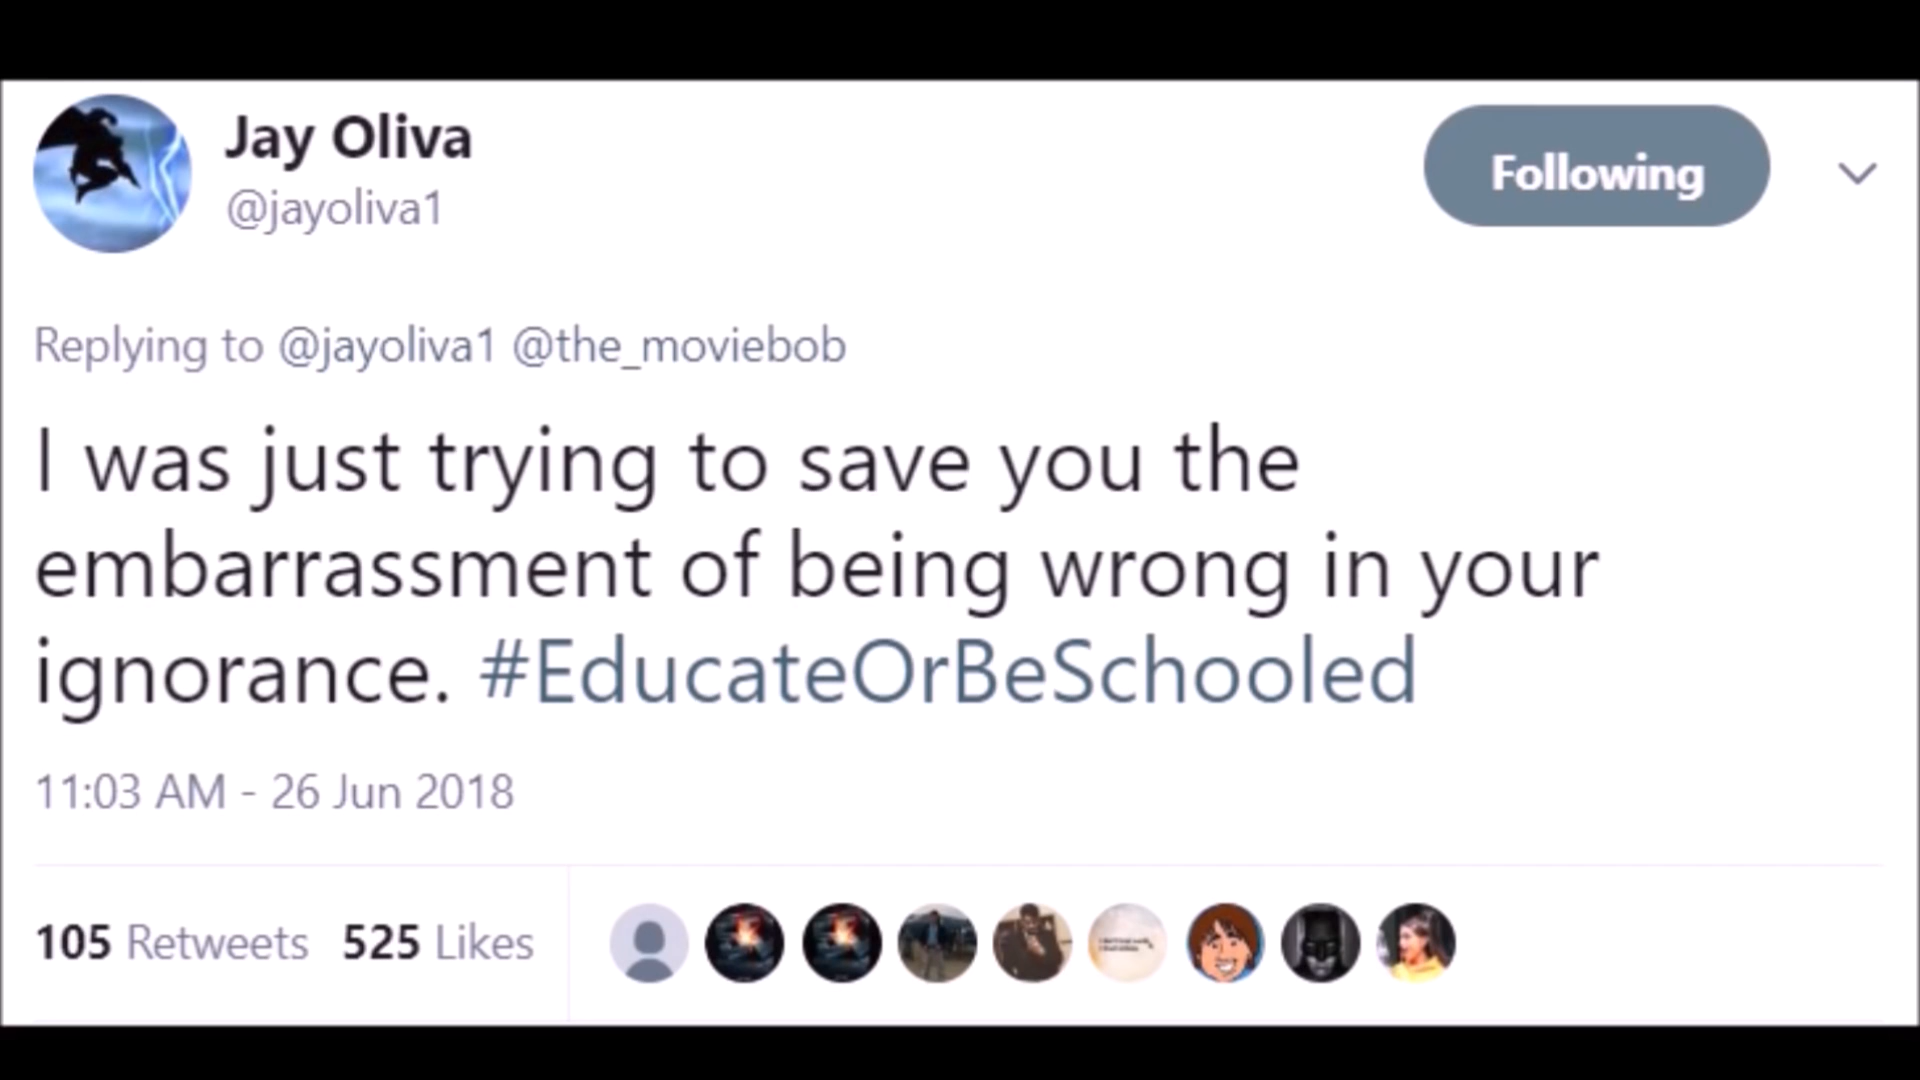 Jay Oliva
@jayoliva1
Following
Replying to @jayoliva1 @the_moviebob
I was just trying to save you the
embarrassment of being wrong in your
ignorance. #EducateOrBeSchooled
11:03 AM - 26 Jun 2018
105 Retweets 525 Likes